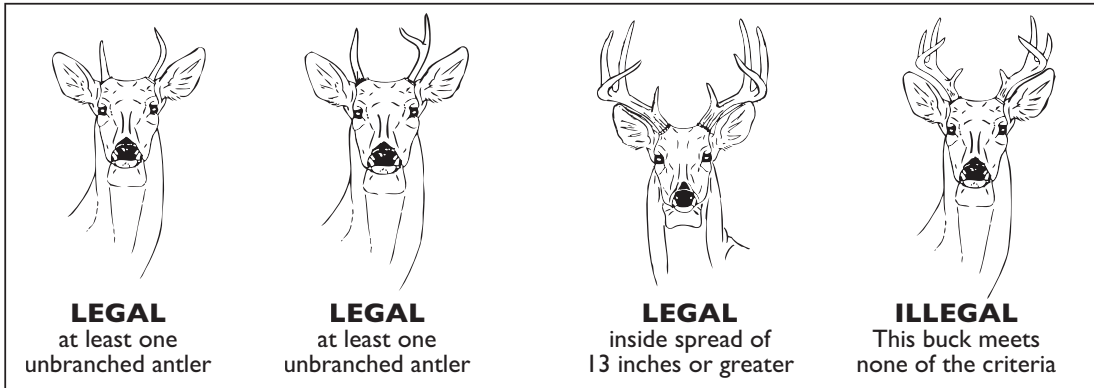 LEGAL
at least one
unbranched antler
LEGAL
at least one
unbranched antler
LEGAL
inside spread of
13 inches or greater
ILLEGAL
This buck meets
none of the criteria